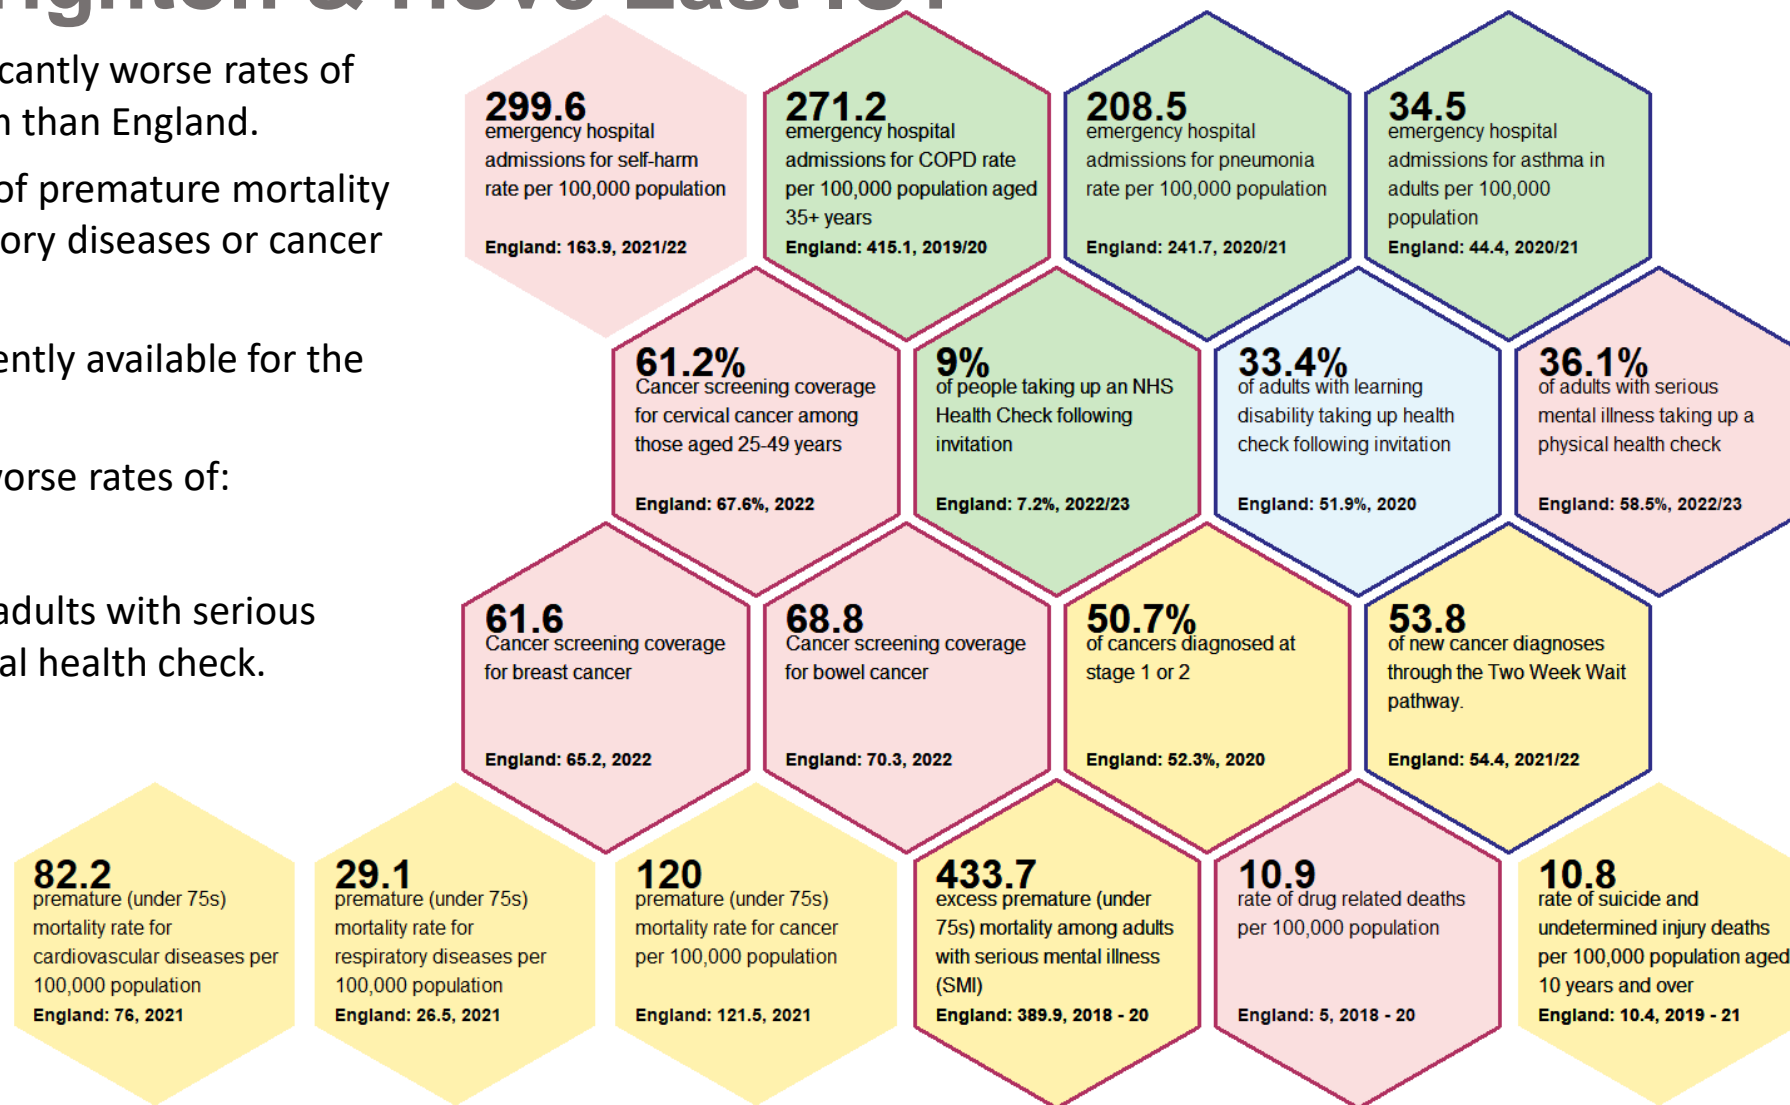 Brighton & Hove East ICT
cantly worse rates of
than England.
of premature mortality
ory diseases or cancer
ently available for the
worse rates of:
adults with serious
al health check.
299.6
emergency hospital
admissions for self-harm
rate per 100,000 population
England: 163.9, 2021/22
271.2
emergency hospital
admissions for COPD rate
per 100,000 population aged
35+ years
England: 415.1, 2019/20
208.5
emergency hospital
admissions for pneumonia
rate per 100,000 population
England: 241.7, 2020/21
34.5
emergency hospital
admissions for asthma in
adults per 100,000
population
England: 44.4, 2020/21
61.2%
Cancer screening coverage
for cervical cancer among
those aged 25-49 years
England: 67.6%, 2022
9%
of people taking up an NHS
Health Check following
invitation
England: 7.2%, 2022/23
33.4%
of adults with learning
disability taking up health
check following invitation
England: 51.9%, 2020
36.1%
of adults with serious
mental illness taking up a
physical health check
England: 58.5%, 2022/23
61.6
Cancer screening coverage
for breast cancer
England: 65.2, 2022
68.8
Cancer screening coverage
for bowel cancer
England: 70.3, 2022
50.7%
of cancers diagnosed at
stage 1 or 2
England: 52.3%, 2020
53.8
of new cancer diagnoses
through the Two Week Wait
pathway.
England: 54.4, 2021/22
82.2
premature (under 75s)
mortality rate for
cardiovascular diseases per
100,000 population
England: 76, 2021
29.1
premature (under 75s)
mortality rate for
respiratory diseases per
100,000 population
England: 26.5, 2021
120
premature (under 75s)
mortality rate for cancer
per 100,000 population
England: 121.5, 2021
433.7
excess premature (under
75s) mortality among adults
with serious mental illness
(SMI)
England: 389.9, 2018 - 20
10.9
rate of drug related deaths
per 100,000 population
England: 5, 2018 - 20
10.8
rate of suicide and
undetermined injury deaths
per 100,000 population aged
10 years and over
England: 10.4, 2019 - 21